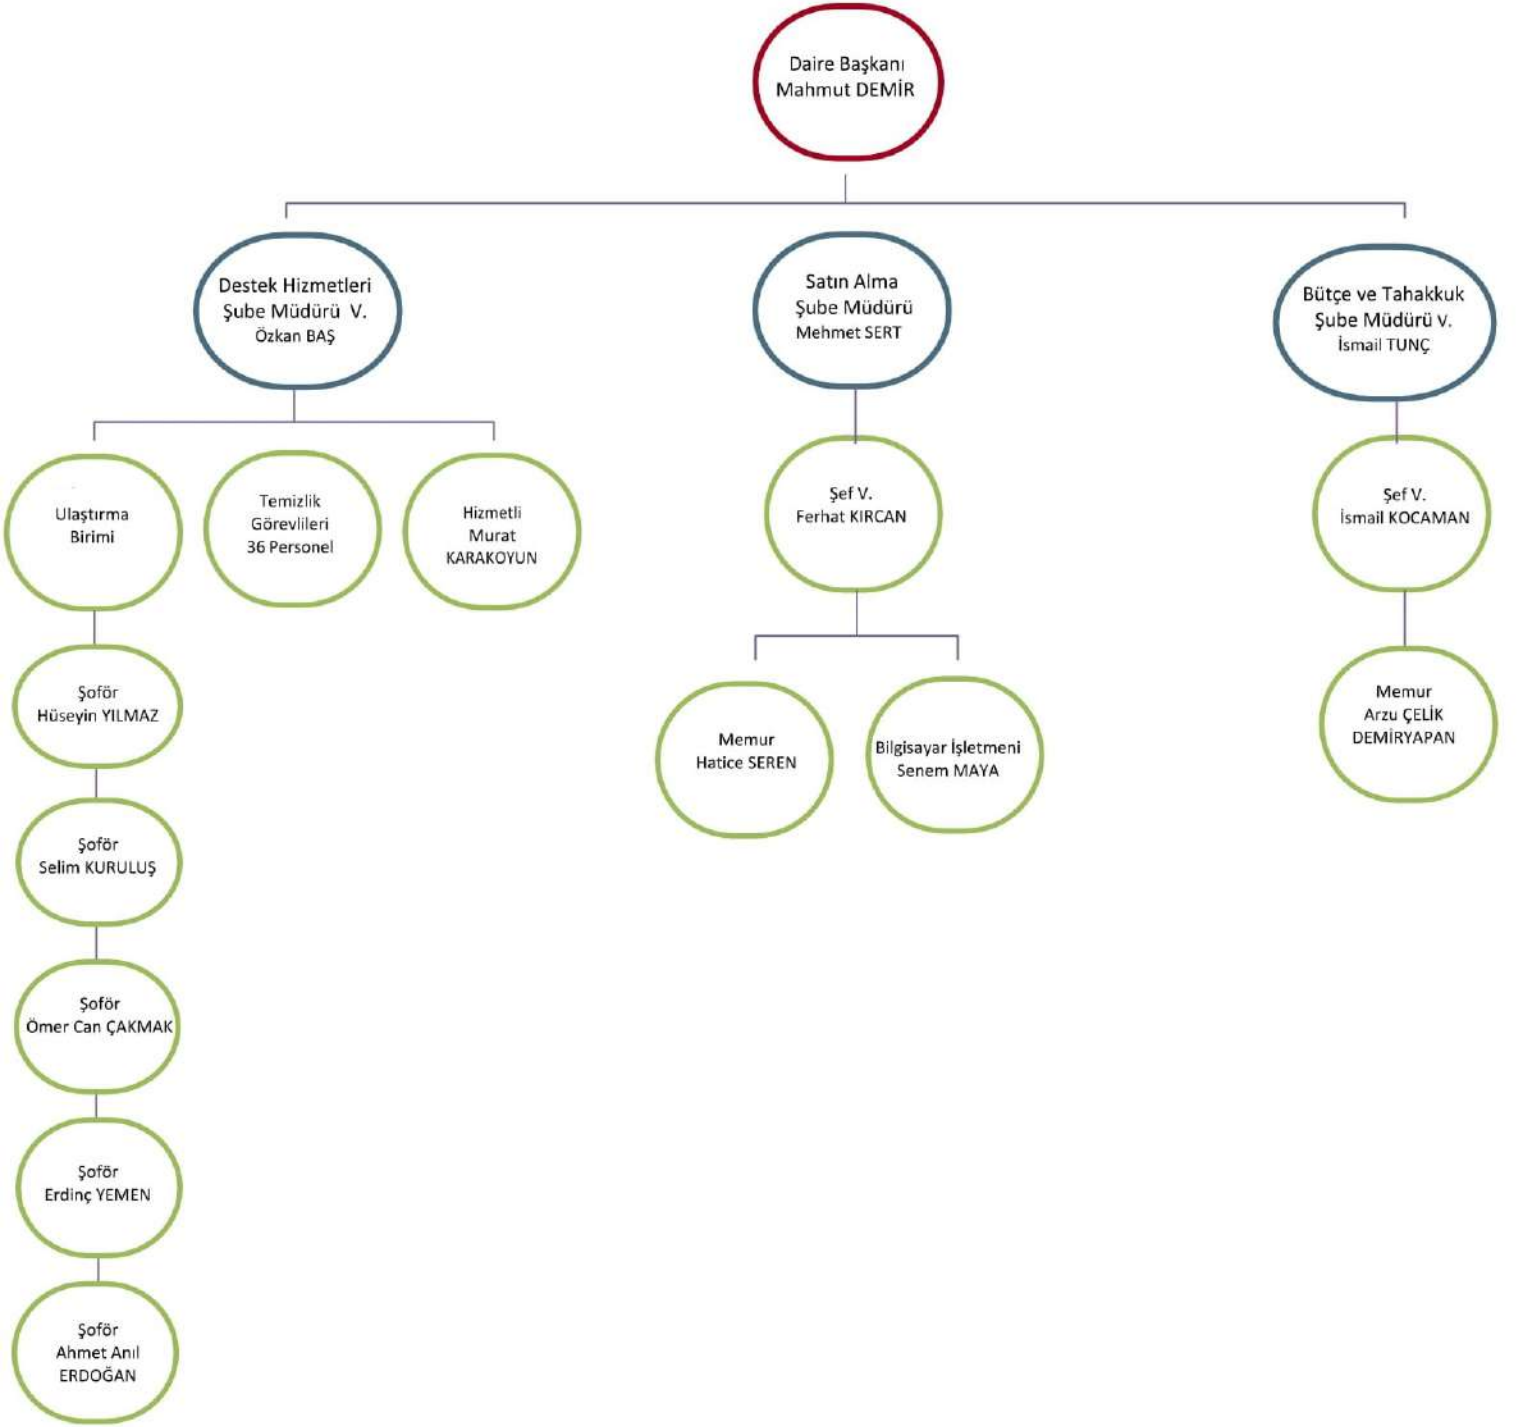 Daire Başkanı
Mahmut DEMİR
Destek Hizmetleri
Şube Müdürü  V.
Özkan BAŞ
Satın Alma
Şube Müdürü
Mehmet SERT
Bütçe ve Tahakkuk
Şube Müdürü v.
İsmail TUNÇ
Ulaştırma
Birimi
Temizlik
Görevlileri
36 Personel
Hizmetli
Murat
KARAKOYUN
Şef V.
Ferhat KIRCAN
Şef V.
İsmail KOCAMAN
Şoför
Hüseyin YILMAZ
Memur
Hatice SEREN
Bilgisayar İşletmeni
Senem MAYA
Memur
Arzu ÇELİK
DEMİRYAPAN
Şoför
Selim KURULUŞ
Şoför
Ömer Can ÇAKMAK
Şoför
Erdinç YEMEN
Şoför
Ahmet Anıl
ERDOĞAN